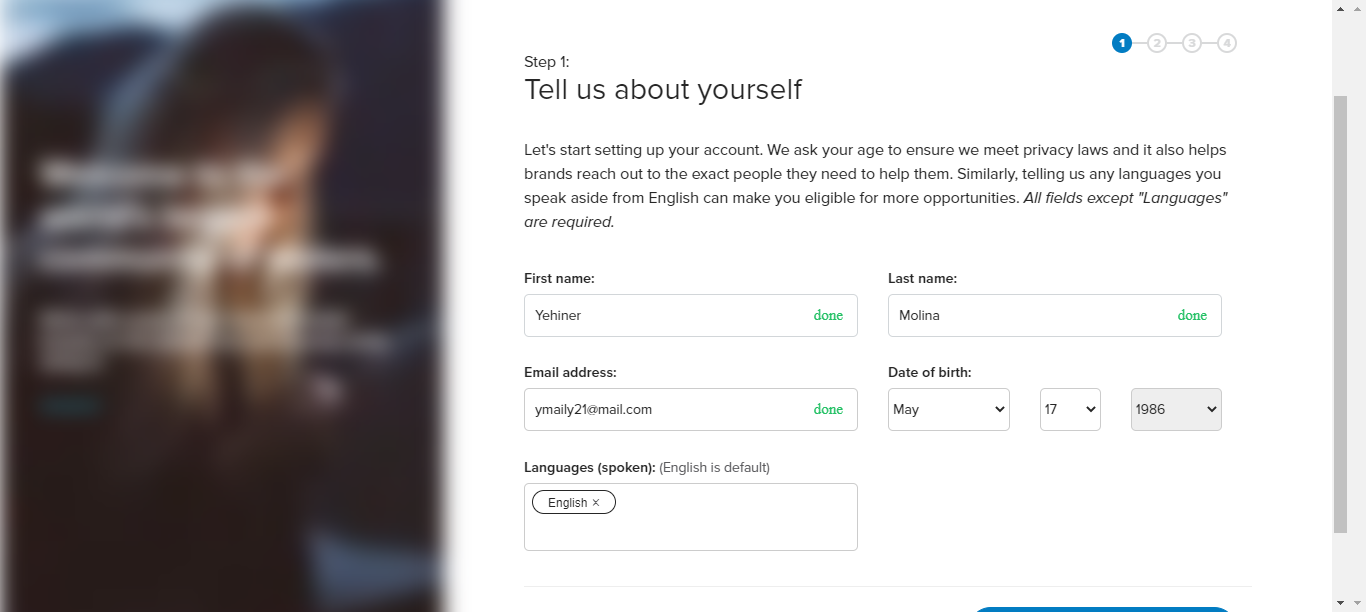 1 2 3 4
Step 1:
Tell us about yourself
Let's start setting up your account. We ask your age to ensure we meet privacy laws and it also helps
brands reach out to the exact people they need to help them. Similarly, telling us any languages you
speak aside from English can make you eligible for more opportunities. All fields except "Languages"
are required.
First name: Last name:
Yehiner done Molina done
Email address: Date of birth:
ymaily21@mail.com done May 17 1986
Languages (spoken): (English is default)
English ×